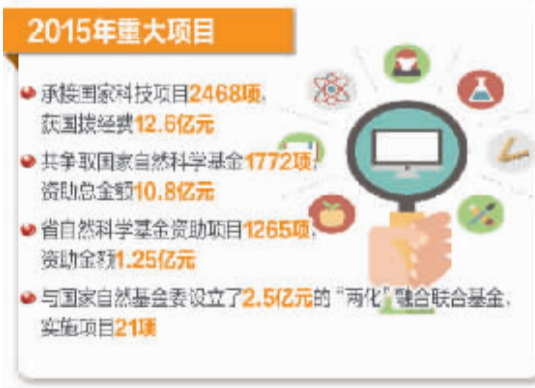 2015年重大项目
承接国家科技项目2468项，
获国拨经费12.6亿元
共争取国家自然科学基金1772项，
资助总金额10.8亿元
省自然科学基金资助项目1265项，
资助金额1.25亿元
与国家自然基金委设立了2.5亿元的“两化”融合联合基金，
实施项目21项